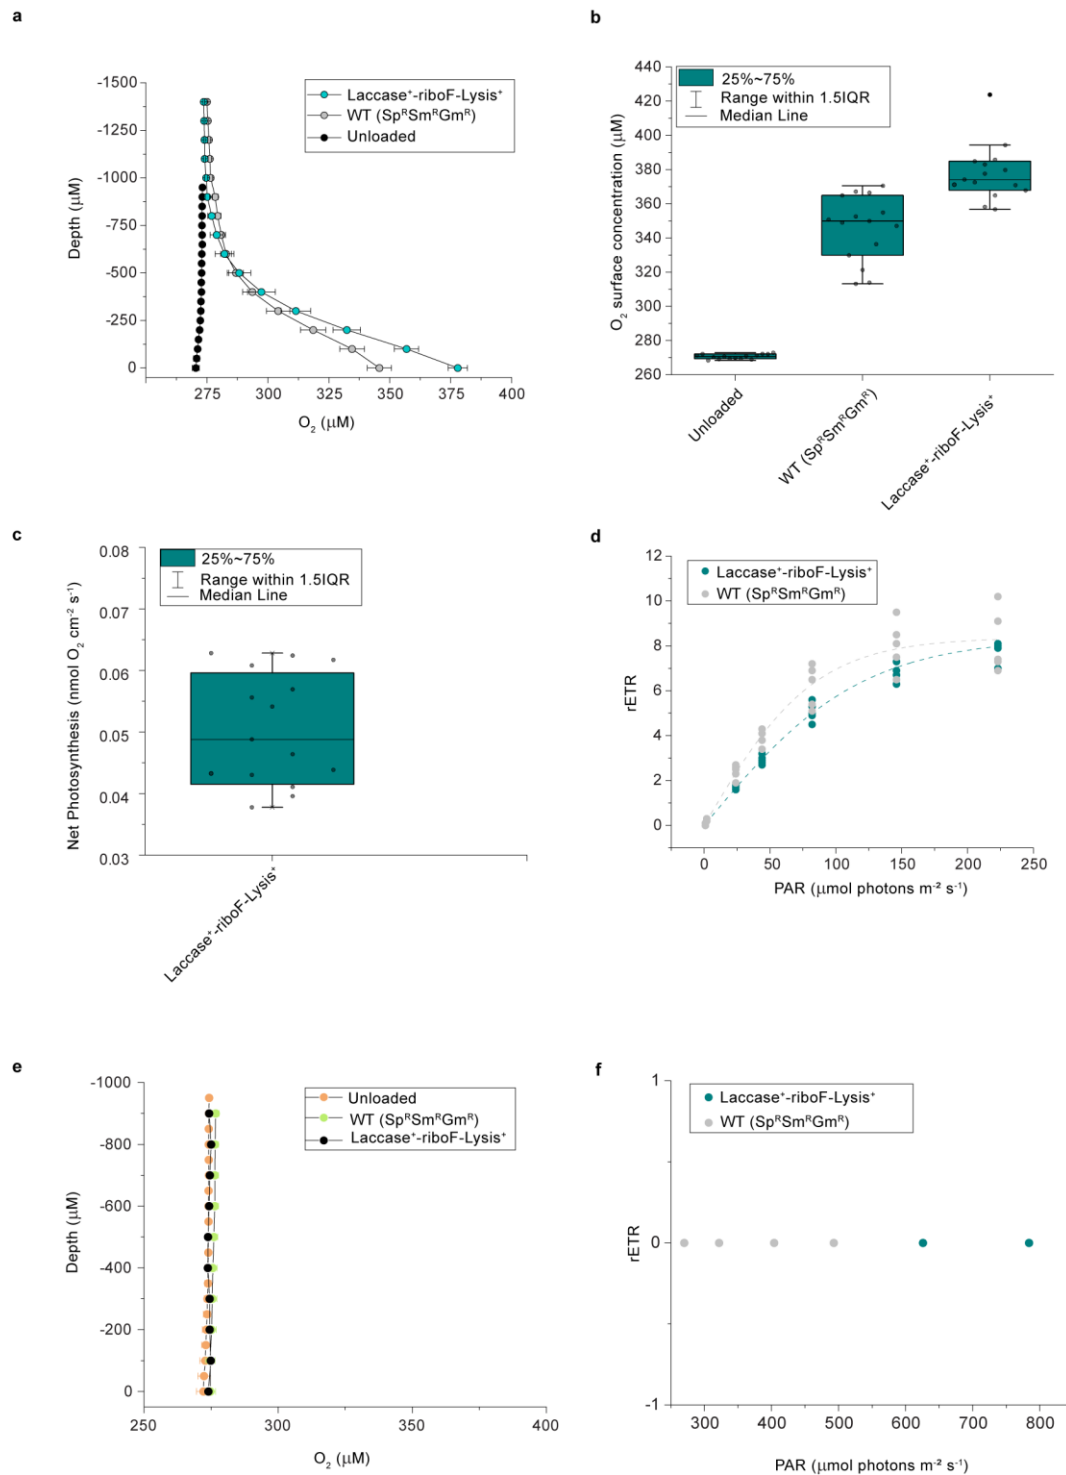 a
-1500
-1250
-1000
-750
-500
-250
0
Depth (μM)
275
300
325
350
375
400
O₂ (μM)
Laccase⁺-riboF-Lysis⁺
WT (SpᴿSmᴿGmᴿ)
Unloaded
b
440
420
400
380
360
340
320
300
280
260
O₂ surface concentration (μM)
25%~75%
Range within 1.5IQR
Median Line
Unloaded
WT (SpᴿSmᴿGmᴿ)
Laccase⁺-riboF-Lysis⁺
c
0.08
0.07
0.06
0.05
0.04
0.03
Net Photosynthesis (nmol O₂ cm⁻² s⁻¹)
25%~75%
Range within 1.5IQR
Median Line
Laccase⁺-riboF-Lysis⁺
d
12
10
8
6
4
2
0
rETR
0
50
100
150
200
250
PAR (μmol photons m⁻² s⁻¹)
Laccase⁺-riboF-Lysis⁺
WT (SpᴿSmᴿGmᴿ)
e
-1000
-800
-600
-400
-200
0
Depth (μM)
250
300
350
400
O₂ (μM)
Unloaded
WT (SpᴿSmᴿGmᴿ)
Laccase⁺-riboF-Lysis⁺
f
1
0
-1
rETR
300
400
500
600
700
800
PAR (μmol photons m⁻² s⁻¹)
Laccase⁺-riboF-Lysis⁺
WT (SpᴿSmᴿGmᴿ)